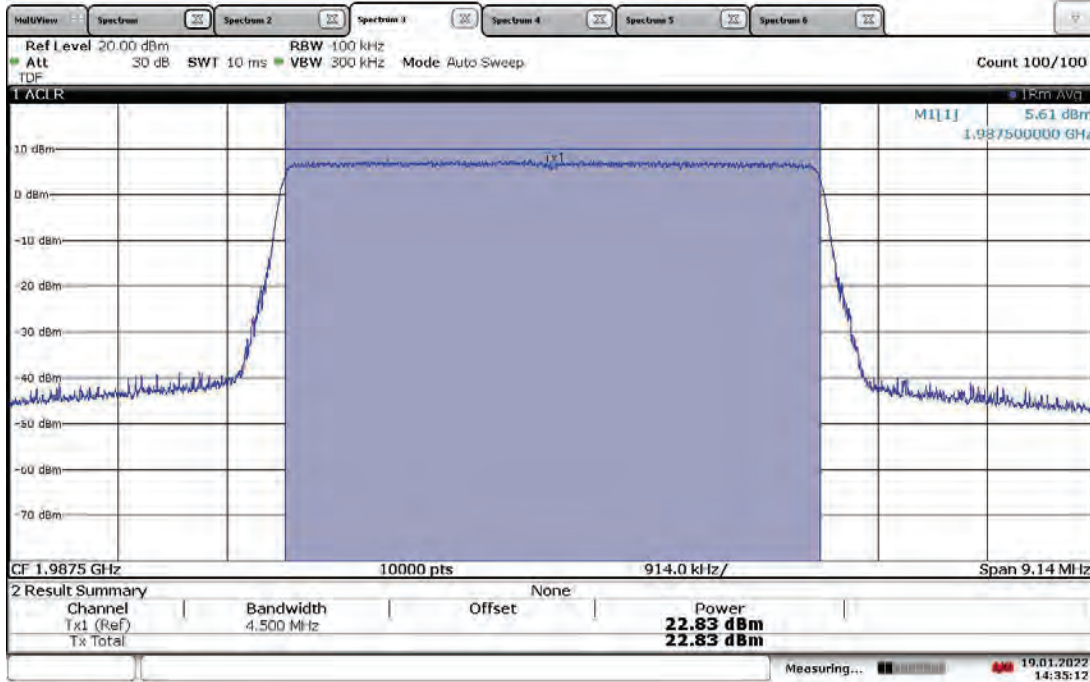 MultiView Spectrum Spectrum 2 Spectrum 3 Spectrum 4 Spectrum 5 Spectrum 6
Ref Level 20.00 dBm RBW 100 kHz
Att 30 dB SWT 10 ms VBW 300 kHz Mode Auto Sweep Count 100/100
TDF
1 ACLR 1Rm Avg
M1[1] 5.61 dBm
1.987500000 GHz
10 dBm
Tx1
0 dBm
-10 dBm
-20 dBm
-30 dBm
-40 dBm
-50 dBm
-60 dBm
-70 dBm
CF 1.9875 GHz 10000 pts 914.0 kHz/ Span 9.14 MHz
2 Result Summary None
Channel Bandwidth Offset Power
Tx1 (Ref) 4.500 MHz 22.83 dBm
Tx Total 22.83 dBm
Measuring... 19.01.2022
14:35:12